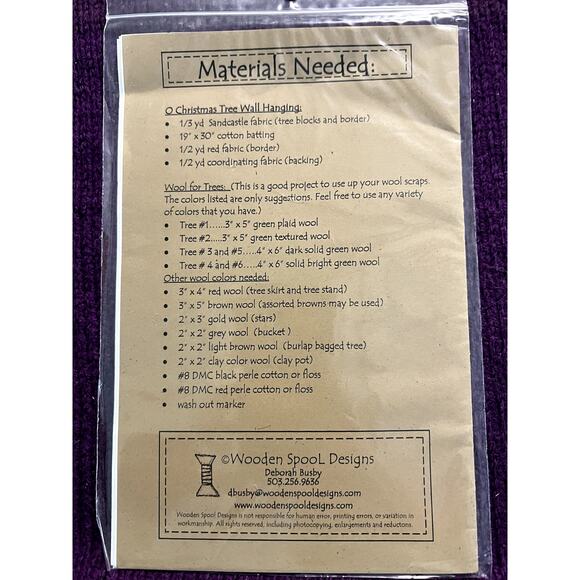 Materials Needed:
O Christmas Tree Wall Hanging:
• 1/3 yd Sandcastle fabric (tree blocks and border)
• 19" x 30" cotton batting
• 1/2 yd red fabric (border)
• 1/2 yd coordinating fabric (backing)
Wool for Trees: (This is a good project to use up your wool scraps.
The colors listed are only suggestions. Feel free to use any variety
of colors that you have.)
• Tree #1......3" x 5" green plaid wool
• Tree #2.....3" x 5" green textured wool
• Tree # 3 and #5.....4" x 6" dark solid green wool
• Tree # 4 and #6.....4" x 6" solid bright green wool
Other wool colors needed:
• 3" x 4" red wool (tree skirt and tree stand)
• 3" x 5" brown wool (assorted browns may be used)
• 2" x 3" gold wool (stars)
• 2" x 2" grey wool (bucket )
• 2" x 2" light brown wool (burlap bagged tree)
• 2" x 2" clay color wool (clay pot)
• #8 DMC black perle cotton or floss
• #8 DMC red perle cotton or floss
• wash out marker
©Wooden Spool Designs
Deborah Busby
503.256.9636
dbusby@woodenspooldesigns.com
www.woodenspooldesigns.com
Wooden Spool Designs is not responsible for human error, printing errors, or variation in
workmanship. All rights reserved, including photocopying, enlargements and reductions.